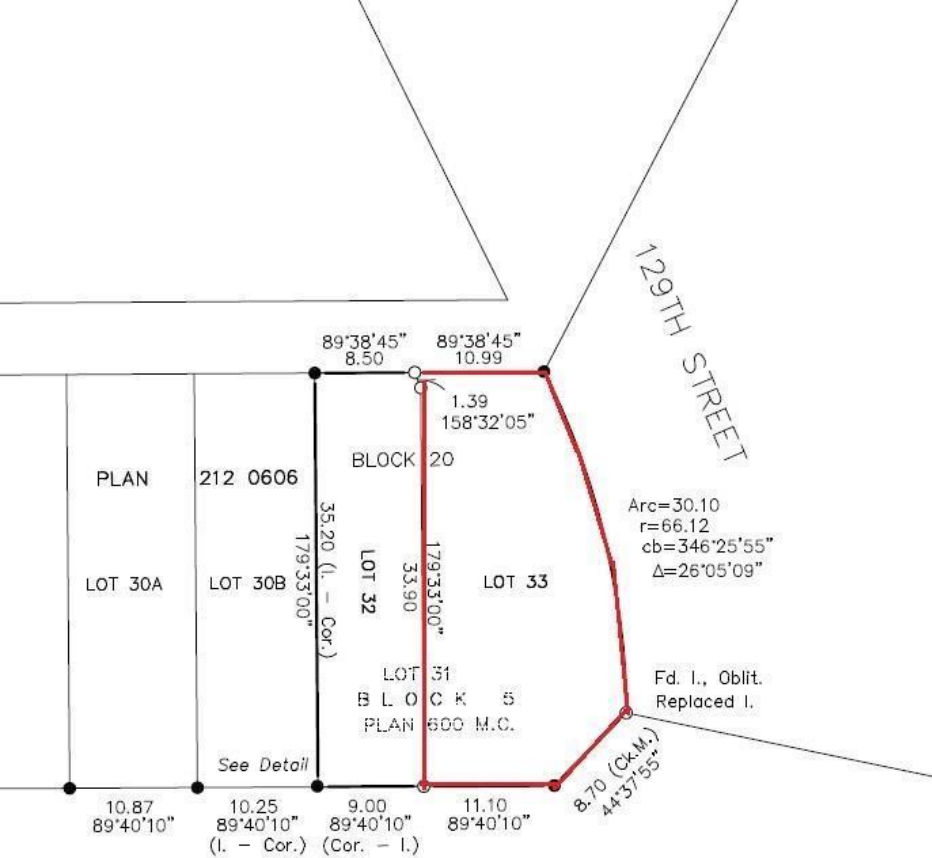 129TH STREET
89°38'45"
8.50
89°38'45"
10.99
1.39
158°32'05"
BLOCK 20
PLAN
212 0606
Arc=30.10
r=66.12
cb=346°25'55"
Δ=26°05'09"
35.20 (I. - Cor.)
179°33'00"
LOT 32
33.90
179°33'00"
LOT 30A
LOT 30B
LOT 33
LOT 31
BLOCK 5
PLAN 600 M.C.
Fd. I., Oblit.
Replaced I.
See Detail
8.70 (Ck.M.)
44°37'55"
10.87
89°40'10"
10.25
89°40'10"
(I. - Cor.)
9.00
89°40'10"
(Cor. - I.)
11.10
89°40'10"